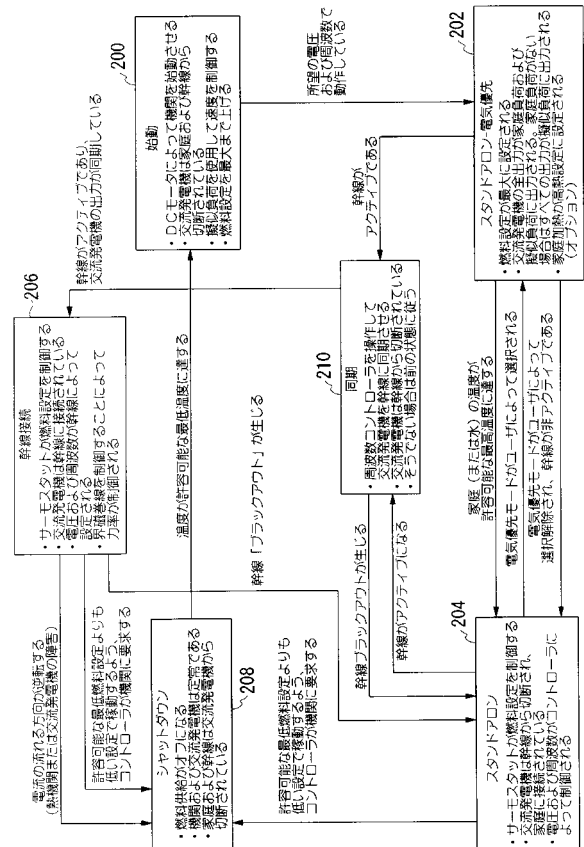 200
始動
・DCモータによって機関を始動させる
・交流発電機は家庭および幹線から
切断されている
・擬似負荷を使用して速度を制御する
・燃料設定を最大まで上げる
所望の電圧
および周波数で
動作している
202
スタンドアロン-電気優先
・燃料設定が最大に設定される
・交流発電機の全出力が家庭負荷および
擬似負荷に出力される。家庭負荷がない
場合はすべての出力が擬似負荷に出力される
・家庭加熱が高熱設定に設定される
(オプション)
幹線がアクティブであり、
交流発電機の出力が同期している
幹線が
アクティブである
206
幹線接続
・サーモスタットが燃料設定を制御する
・交流発電機は幹線に接続されている
・電圧および周波数が幹線によって
設定される
・界磁巻線を制御することによって
力率が制御される
温度が許容可能な最低温度に達する
210
同期
・周波数コントローラを操作して
交流発電機を幹線に同期させる
・交流発電機は幹線から切断されている
・そうでない場合は前の状態に従う
幹線「ブラックアウト」が生じる
家庭(または水)の温度が
許容可能な最高温度に達する
電気優先モードがユーザによって選択される
電気優先モードがユーザによって
選択解除され、幹線が非アクティブである
幹線ブラックアウトが生じる
幹線がアクティブになる
電流の流れる方向が逆転する
(熱機関または交流発電機の障害)
許容可能な最低燃料設定よりも
低い設定で移動するよう、
コントローラが機関に要求する
208
シャットダウン
・燃料供給がオフになる
・機関および交流発電機は正常である
・家庭および幹線は交流発電機から
切断されている
許容可能な最低燃料設定よりも
低い設定で移動するよう、
コントローラが機関に要求する
204
スタンドアロン
・サーモスタットが燃料設定を制御する
・交流発電機は幹線から切断され、
家庭に接続されている
・電圧および周波数がコントローラに
よって制御される